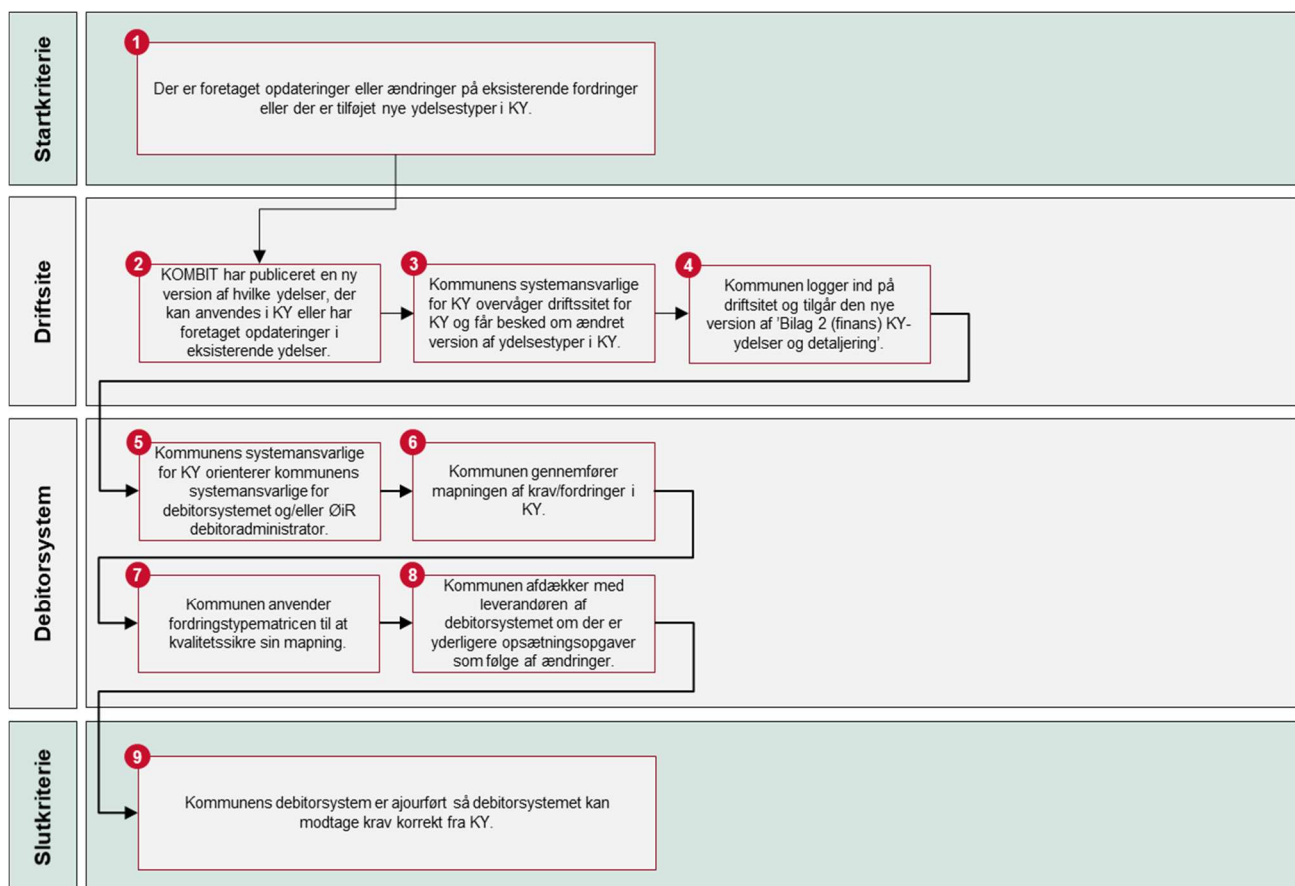 Startkriterie
1
Der er foretaget opdateringer eller ændringer på eksisterende fordringer
eller der er tilføjet nye ydelsestyper i KY.
Driftsite
2
KOMBIT har publiceret en ny
version af hvilke ydelser, der
kan anvendes i KY eller har
foretaget opdateringer i
eksisterende ydelser.
3
Kommunens systemansvarlige
for KY overvåger driftssitet for
KY og får besked om ændret
version af ydelsestyper i KY.
4
Kommunen logger ind på
driftsitet og tilgår den nye
version af 'Bilag 2 (finans) KY-
ydelser og detaljering'.
Debitorsystem
5
Kommunens systemansvarlige
for KY orienterer kommunens
systemansvarlige for
debitorsystemet og/eller ØiR
debitoradministrator.
6
Kommunen gennemfører
mapningen af krav/fordringer i
KY.
7
Kommunen anvender
fordringstypematricen til at
kvalitetssikre sin mapning.
8
Kommunen afdækker med
leverandøren af
debitorsystemet om der er
yderligere opsætningsopgaver
som følge af ændringer.
Slutkriterie
9
Kommunens debitorsystem er ajourført så debitorsystemet kan
modtage krav korrekt fra KY.